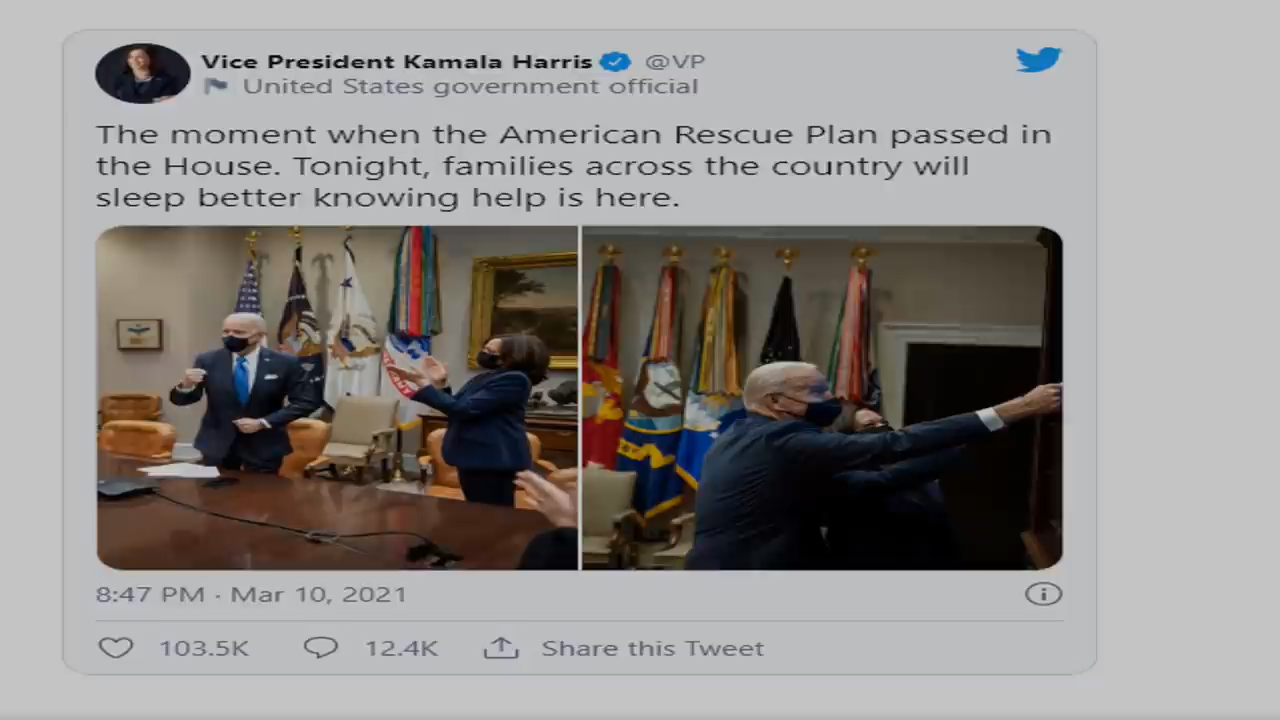 Vice President Kamala Harris @VP
United States government official
The moment when the American Rescue Plan passed in
the House. Tonight, families across the country will
sleep better knowing help is here.
8:47 PM · Mar 10, 2021
103.5K 12.4K Share this Tweet